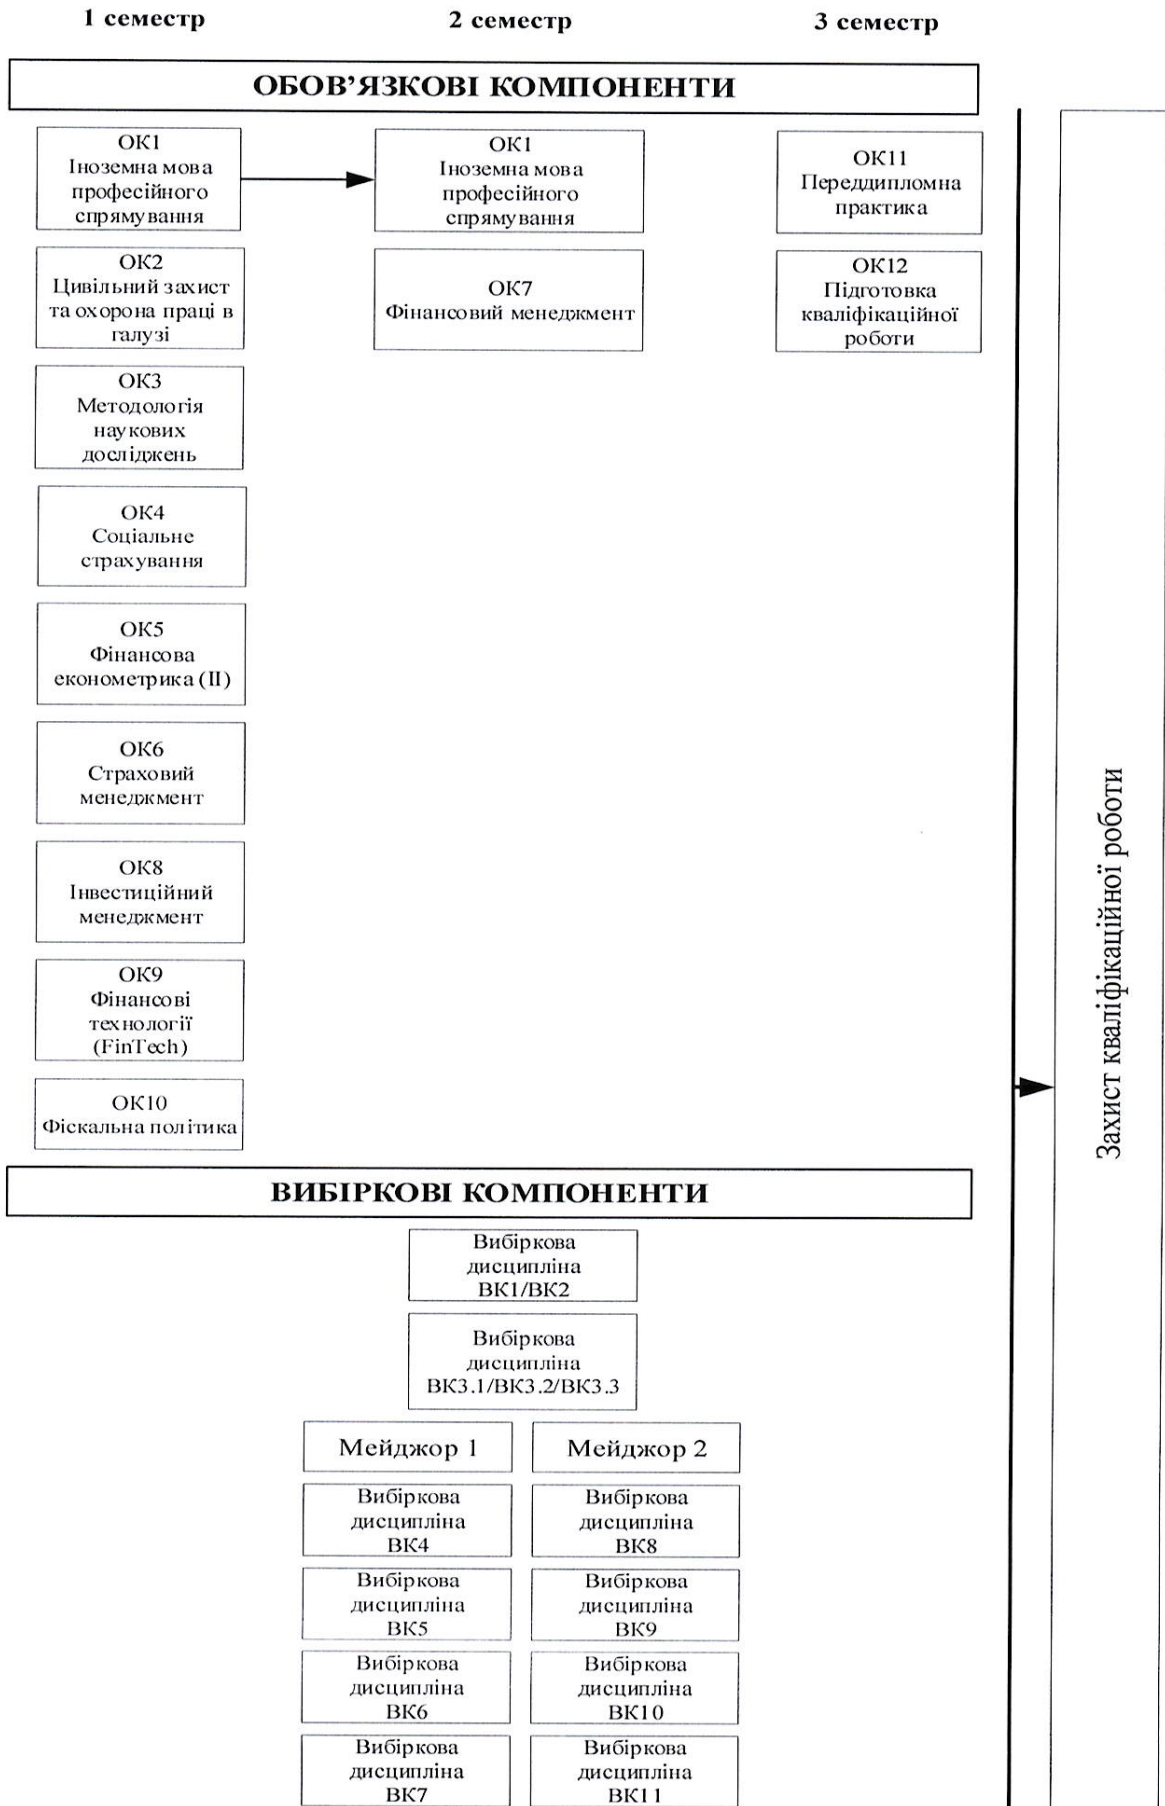 1 семестр
2 семестр
3 семестр
ОБОВ’ЯЗКОВІ КОМПОНЕНТИ
ОК1
Іноземна мова
професійного
спрямування
ОК1
Іноземна мова
професійного
спрямування
ОК11
Переддипломна
практика
ОК2
Цивільний захист
та охорона праці в
галузі
ОК7
Фінансовий менеджмент
ОК12
Підготовка
кваліфікаційної
роботи
ОК3
Методологія
наукових
досліджень
ОК4
Соціальне
страхування
ОК5
Фінансова
економетрика (ІІ)
ОК6
Страховий
менеджмент
ОК8
Інвестиційний
менеджмент
ОК9
Фінансові
технології
(FinTech)
ОК10
Фіскальна політика
Захист кваліфікаційної роботи
ВИБІРКОВІ КОМПОНЕНТИ
Вибіркова
дисципліна
ВК1/ВК2
Вибіркова
дисципліна
ВК3.1/ВК3.2/ВК3.3
Мейджор 1
Мейджор 2
Вибіркова
дисципліна
ВК4
Вибіркова
дисципліна
ВК8
Вибіркова
дисципліна
ВК5
Вибіркова
дисципліна
ВК9
Вибіркова
дисципліна
ВК6
Вибіркова
дисципліна
ВК10
Вибіркова
дисципліна
ВК7
Вибіркова
дисципліна
ВК11